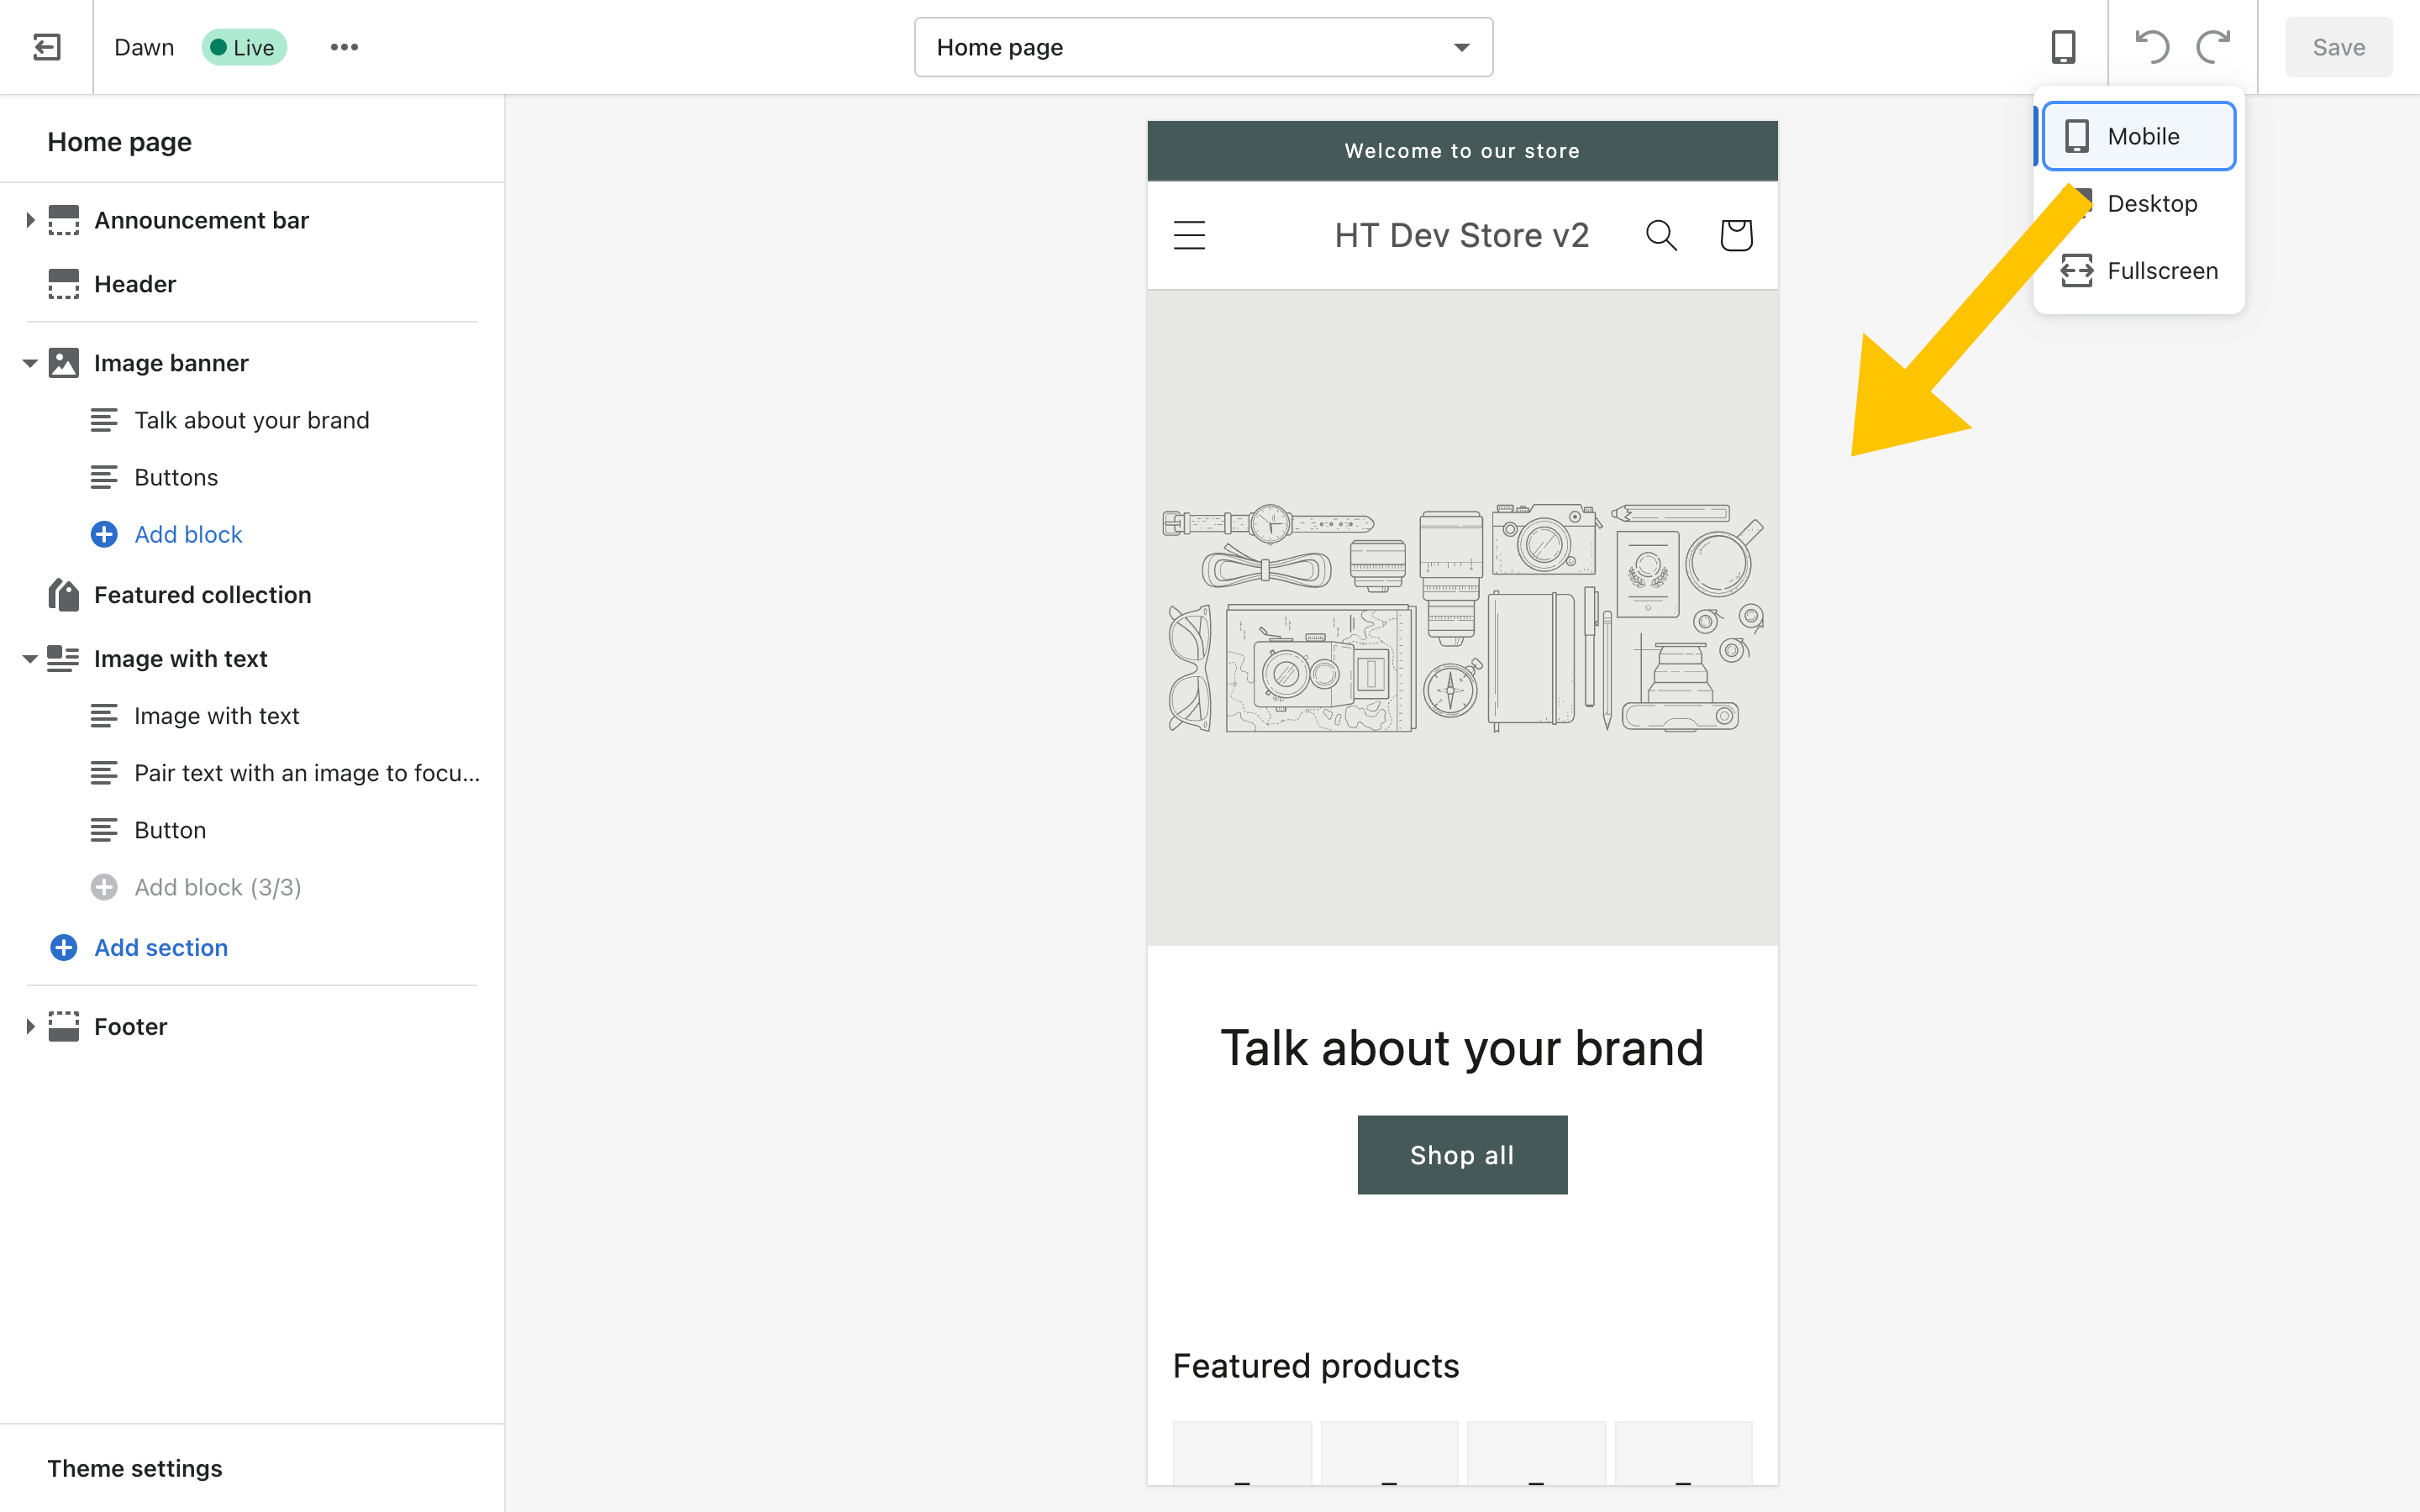 Dawn
Live
Home page
Save
Home page
Announcement bar
Header
Image banner
Talk about your brand
Buttons
Add block
Featured collection
Image with text
Image with text
Pair text with an image to focu...
Button
Add block (3/3)
Add section
Footer
Theme settings
Mobile
Desktop
Fullscreen
Welcome to our store
HT Dev Store v2
Talk about your brand
Shop all
Featured products